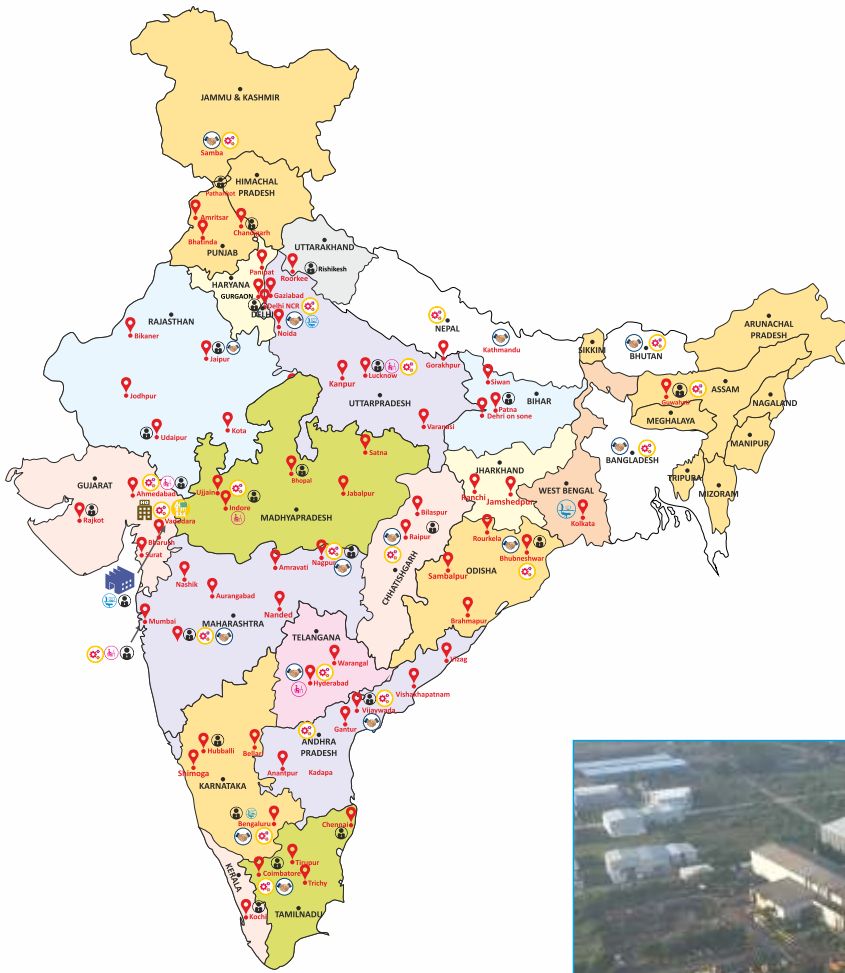 JAMMU & KASHMIR
Samba
Pathankot
HIMACHAL
PRADESH
Amritsar
Chandigarh
Bhatinda
PUNJAB
UTTARAKHAND
Panipat
Roorkee
Rishikesh
HARYANA
GURGAON
Gaziabad
Delhi NCR
DELHI
Noida
NEPAL
Kathmandu
ARUNACHAL
PRADESH
SIKKIM
BHUTAN
RAJASTHAN
Bikaner
Jaipur
Gorakhpur
Kanpur
Lucknow
Siwan
Jodhpur
UTTARPRADESH
BIHAR
Patna
Dehri on sone
Guwahati
ASSAM
NAGALAND
MEGHALAYA
Udaipur
Kota
Varanasi
MANIPUR
Satna
BANGLADESH
GUJARAT
Ahmedabad
Ujjain
Bhopal
JHARKHAND
Ranchi
Jamshedpur
WEST BENGAL
TRIPURA
MIZORAM
Indore
Jabalpur
Rajkot
Vadodara
MADHYAPRADESH
Bilaspur
Kolkata
Bharuch
Surat
Raipur
Rourkela
Bhubneshwar
Nagpur
Amravati
CHHATISHGARH
Sambalpur
ODISHA
Nashik
Aurangabad
Nanded
Mumbai
MAHARASHTRA
Brahmapur
TELANGANA
Warangal
Hyderabad
Vizag
Vishakhapatnam
Vijaywada
Gantur
ANDHRA
PRADESH
Hubballi
Bellari
Shimoga
Anantpur
Kadapa
KARNATAKA
Bengaluru
Chennai
Tirupur
Coimbatore
Trichy
KERALA
Kochi
TAMILNADU